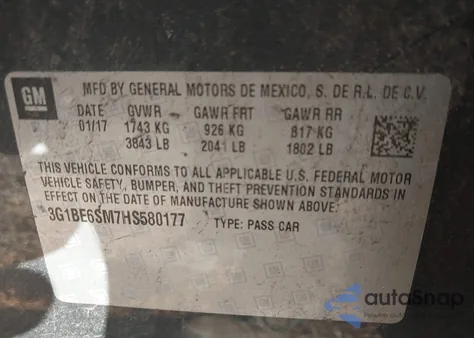 GM
MFD BY GENERAL MOTORS DE MEXICO, S. DE R.L. DE C.V.
DATE GVWR GAWR FRT GAWR RR
01/17 1743 KG 926 KG 817 KG
3843 LB 2041 LB 1802 LB
THIS VEHICLE CONFORMS TO ALL APPLICABLE U.S. FEDERAL MOTOR
VEHICLE SAFETY, BUMPER, AND THEFT PREVENTION STANDARDS IN
EFFECT ON THE DATE OF MANUFACTURE SHOWN ABOVE.
3G1BE6SM7HS580177 TYPE: PASS CAR
autoSnap